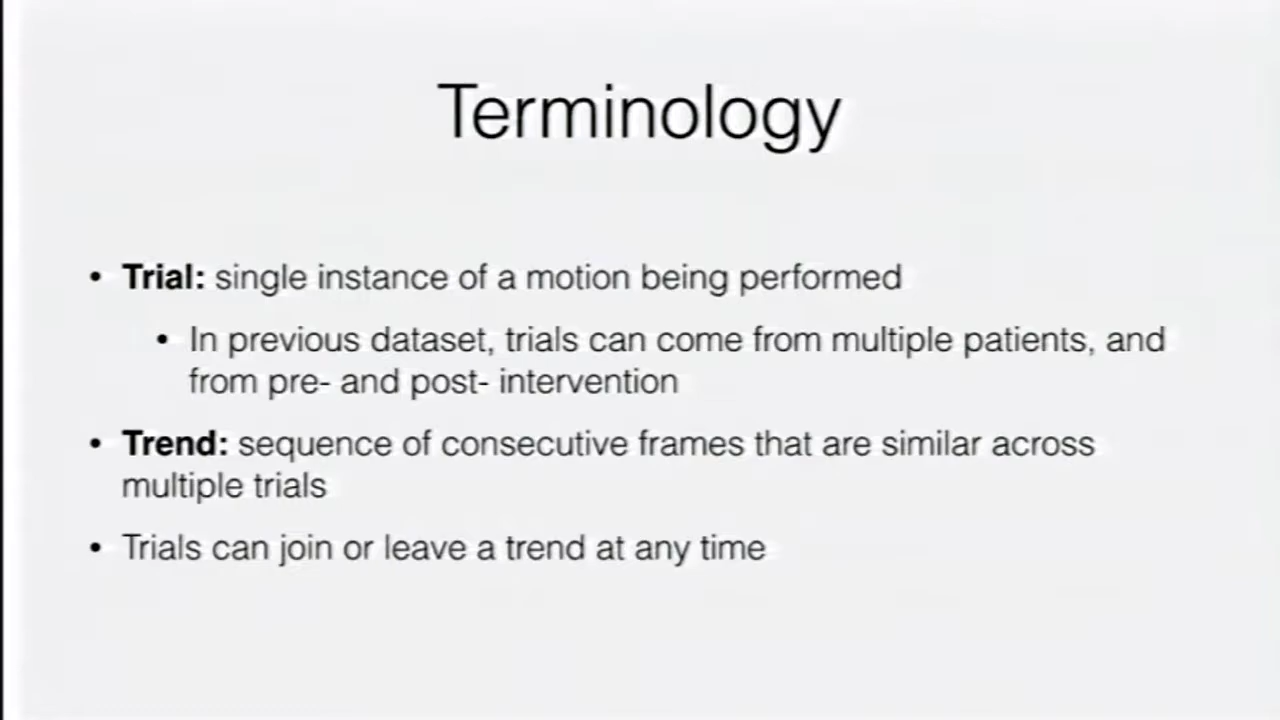 Terminology
• Trial: single instance of a motion being performed
• In previous dataset, trials can come from multiple patients, and
from pre- and post- intervention
• Trend: sequence of consecutive frames that are similar across
multiple trials
• Trials can join or leave a trend at any time